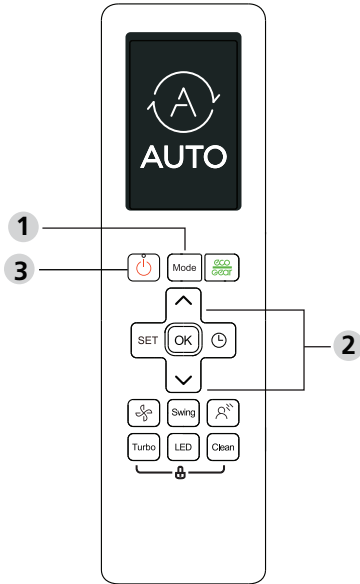 A
AUTO
1
3
Mode
eco
GEAR
SET
OK
2
Swing
Turbo
LED
Clean